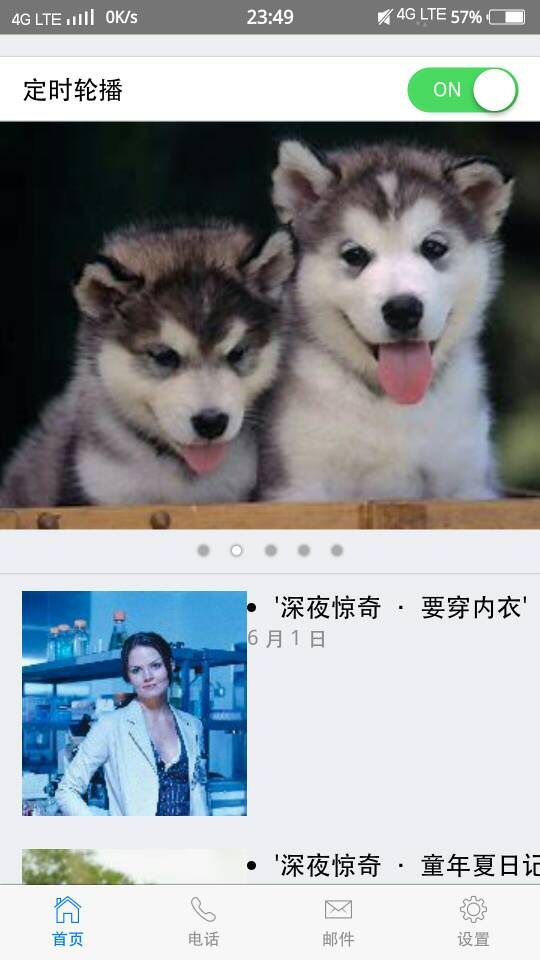 4G LTE 0K/s 23:49 4G LTE 57%
定时轮播 ON
'深夜惊奇 · 要穿内衣'
6月1日
'深夜惊奇 · 童年夏日记
首页 电话 邮件 设置